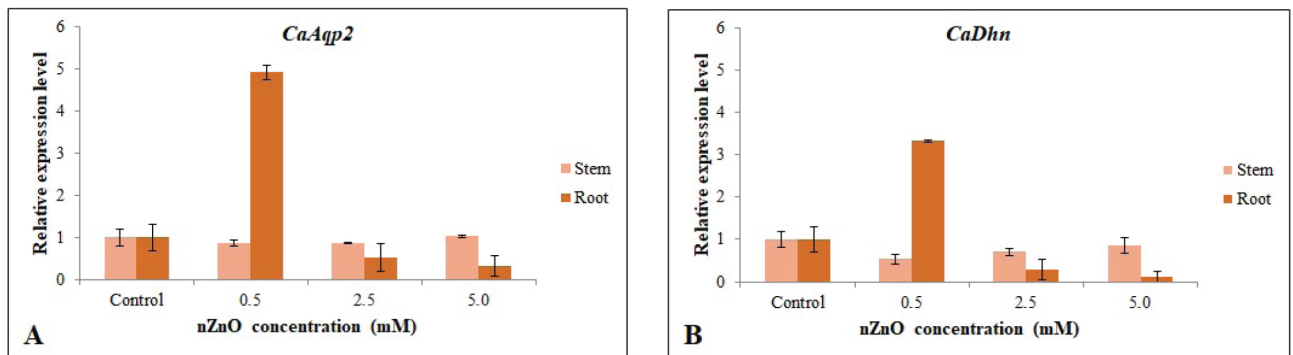 CaAqp2
Relative expression level
6
5
4
3
2
1
0
Control 0.5 2.5 5.0
nZnO concentration (mM)
Stem
Root
A
CaDhn
Relative expression level
6
5
4
3
2
1
0
Control 0.5 2.5 5.0
nZnO concentration (mM)
Stem
Root
B